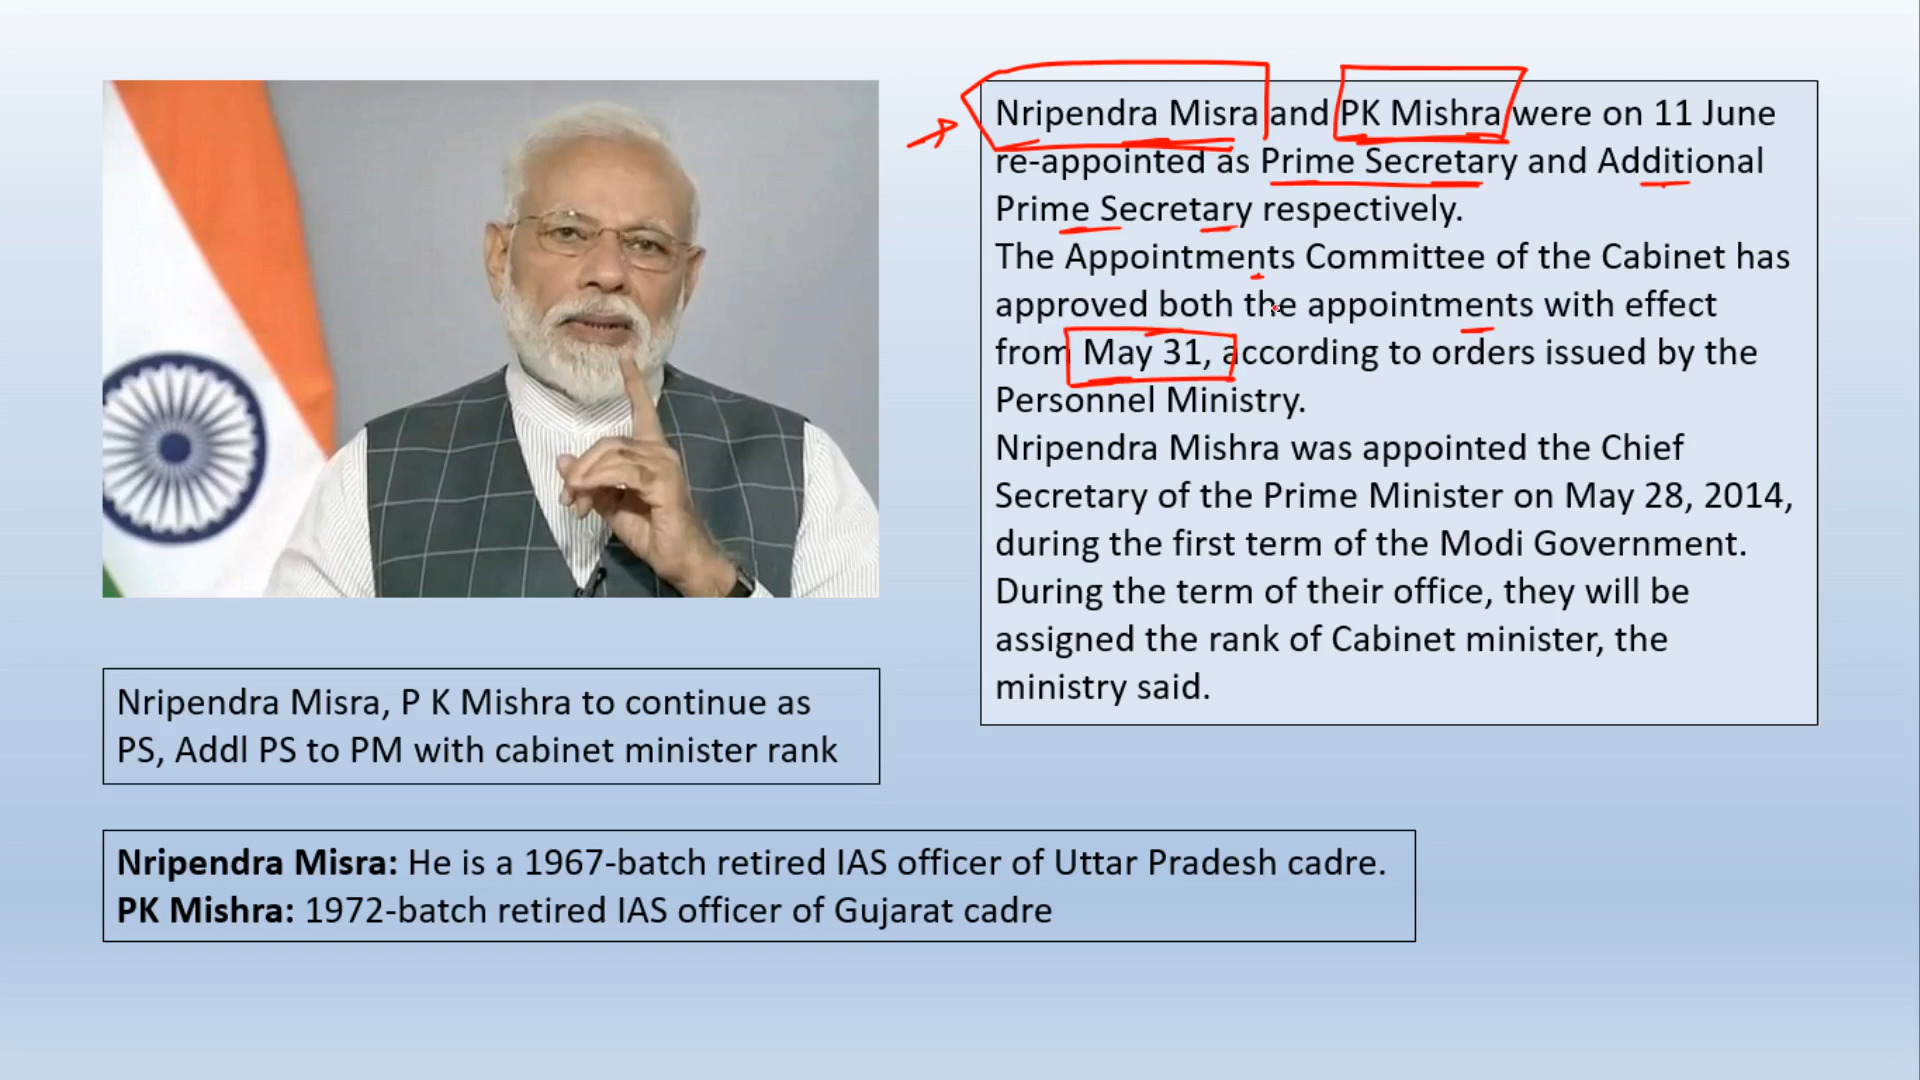 Nripendra Misra and PK Mishra were on 11 June
re-appointed as Prime Secretary and Additional
Prime Secretary respectively.
The Appointments Committee of the Cabinet has
approved both the appointments with effect
from May 31, according to orders issued by the
Personnel Ministry.
Nripendra Mishra was appointed the Chief
Secretary of the Prime Minister on May 28, 2014,
during the first term of the Modi Government.
During the term of their office, they will be
assigned the rank of Cabinet minister, the
ministry said.
Nripendra Misra, P K Mishra to continue as
PS, Addl PS to PM with cabinet minister rank
Nripendra Misra: He is a 1967-batch retired IAS officer of Uttar Pradesh cadre.
PK Mishra: 1972-batch retired IAS officer of Gujarat cadre